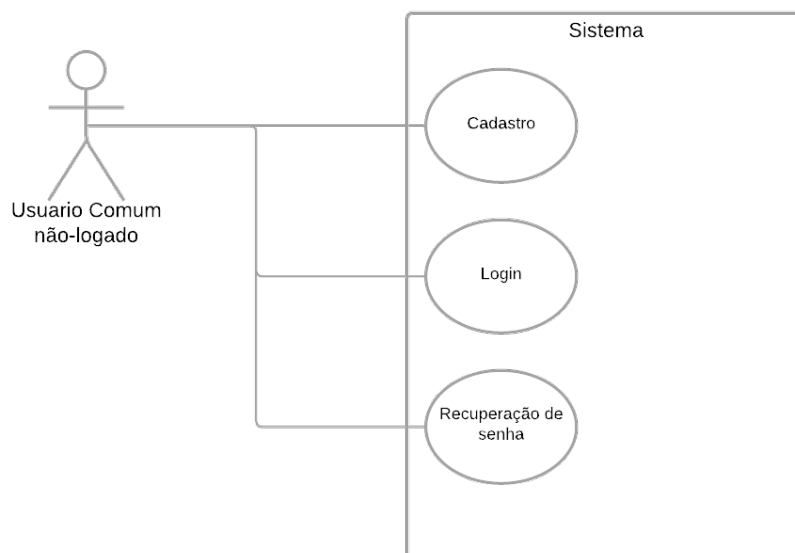 Sistema
Cadastro
Usuario Comum
não-logado
Login
Recuperação de
senha